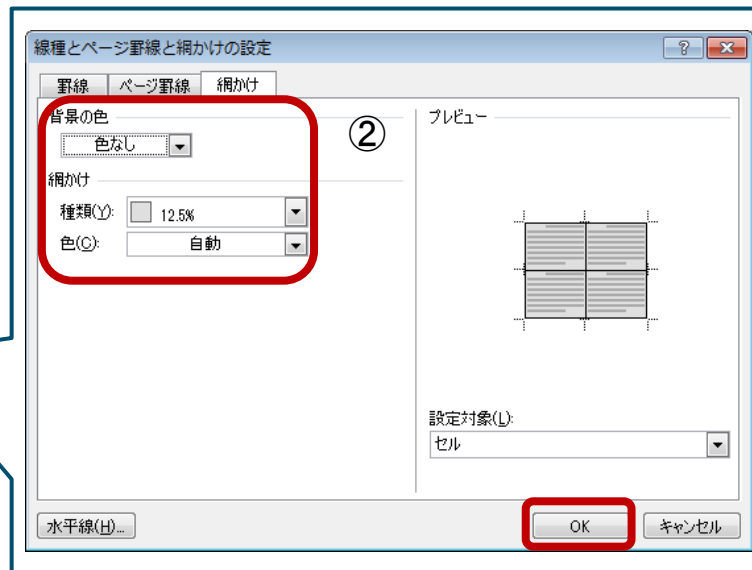 線種とページ罫線と網かけの設定
罫線 ページ罫線 網かけ
背景の色
色なし
②
網かけ
種類(Y): 12.5%
色(C): 自動
プレビュー
設定対象(L):
セル
水平線(H)... OK キャンセル